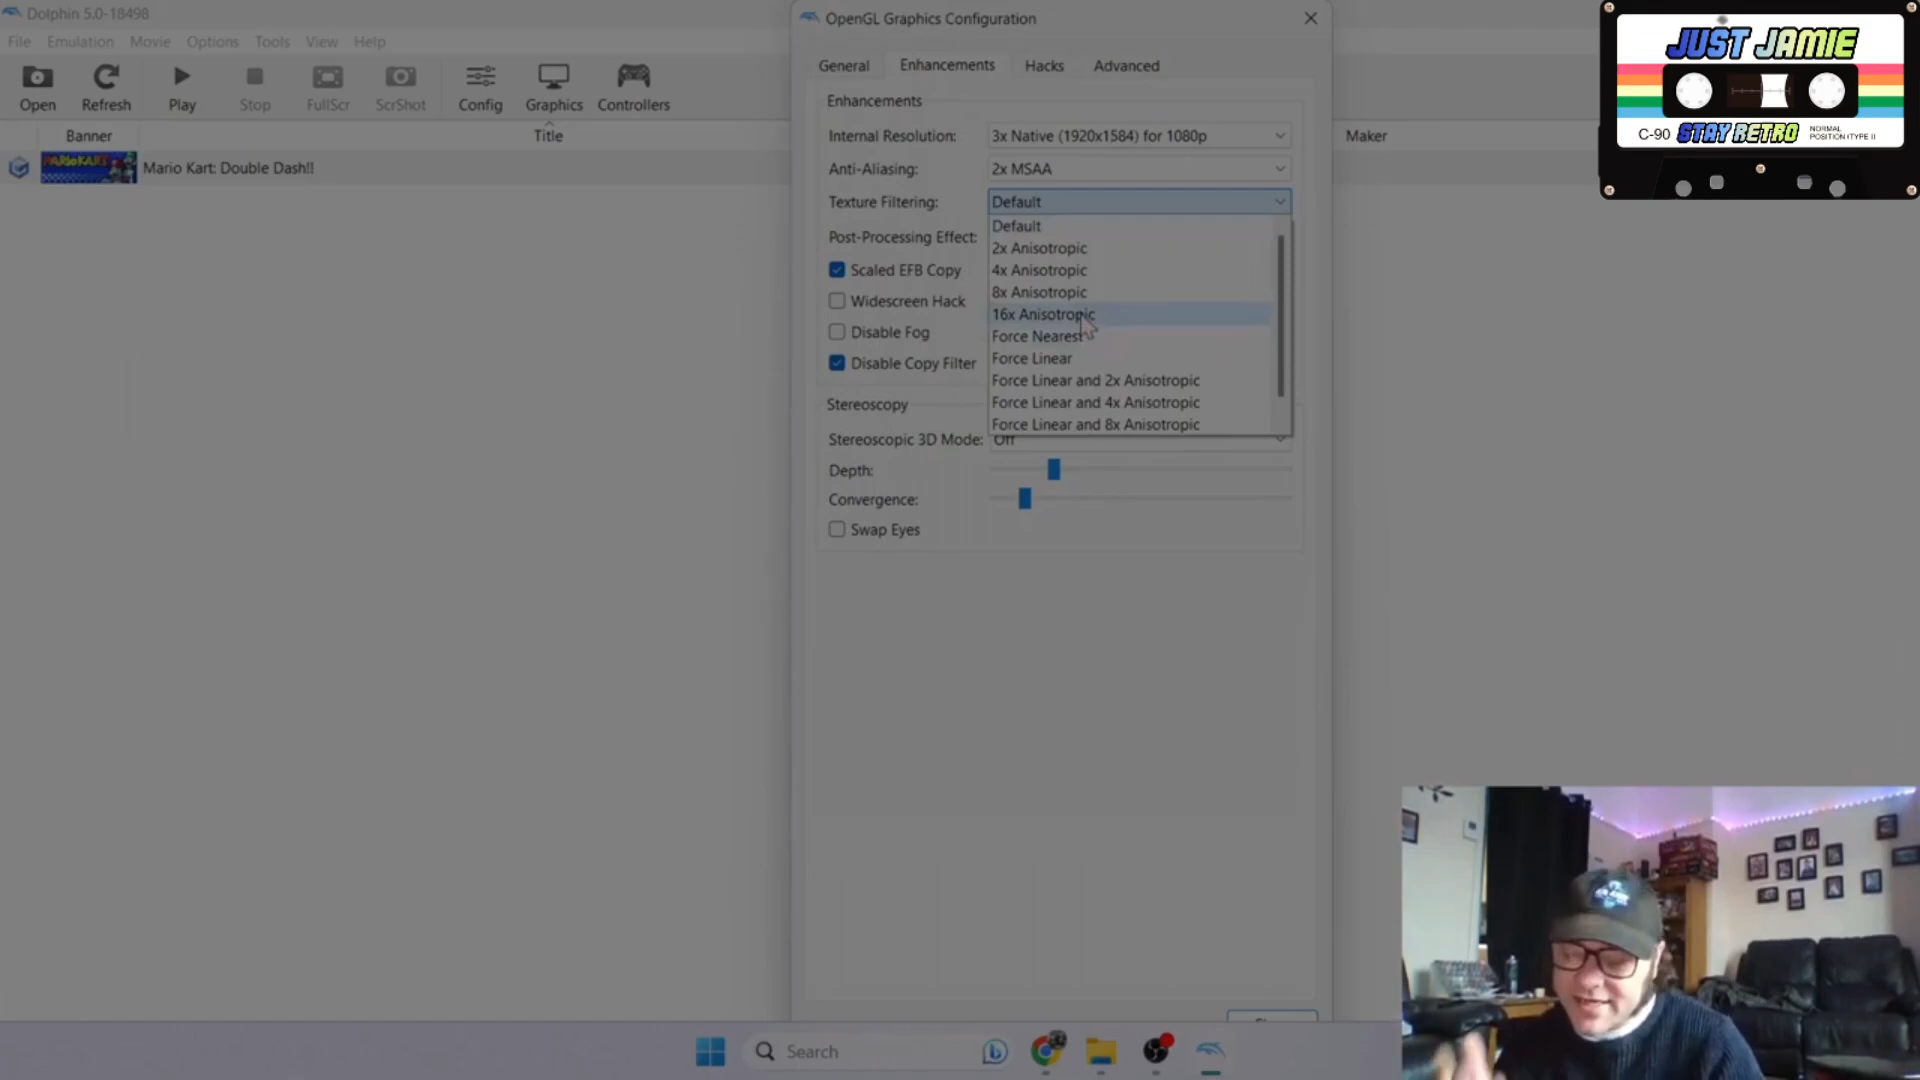 Dolphin 5.0-18498
File Emulation Movie Options Tools View Help
Open Refresh Play Stop FullScr ScrShot Config Graphics Controllers
Banner Title Maker
MARIOKART Mario Kart: Double Dash!!
OpenGL Graphics Configuration
General Enhancements Hacks Advanced
Enhancements
Internal Resolution: 3x Native (1920x1584) for 1080p
Anti-Aliasing: 2x MSAA
Texture Filtering: Default
Default
2x Anisotropic
4x Anisotropic
8x Anisotropic
16x Anisotropic
Force Nearest
Force Linear
Force Linear and 2x Anisotropic
Force Linear and 4x Anisotropic
Force Linear and 8x Anisotropic
Post-Processing Effect:
Scaled EFB Copy
Widescreen Hack
Disable Fog
Disable Copy Filter
Stereoscopy
Stereoscopic 3D Mode: Off
Depth:
Convergence:
Swap Eyes
JUST JAMIE
C-90 STAY RETRO NORMAL
POSITION (TYPE II
Search